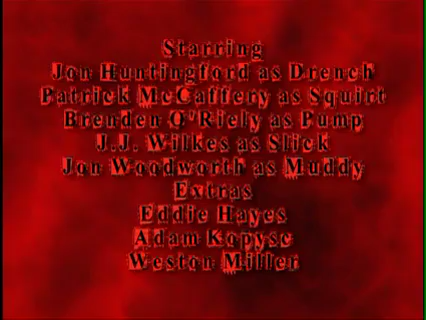 Starring
Jon Huntingford as Drench
Patrick McCaffery as Squirt
Brenden O'Riely as Pump
J.J. Wilkes as Slick
Jon Woodworth as Muddy
Extras
Eddie Hayes
Adam Kopysc
Weston Miller